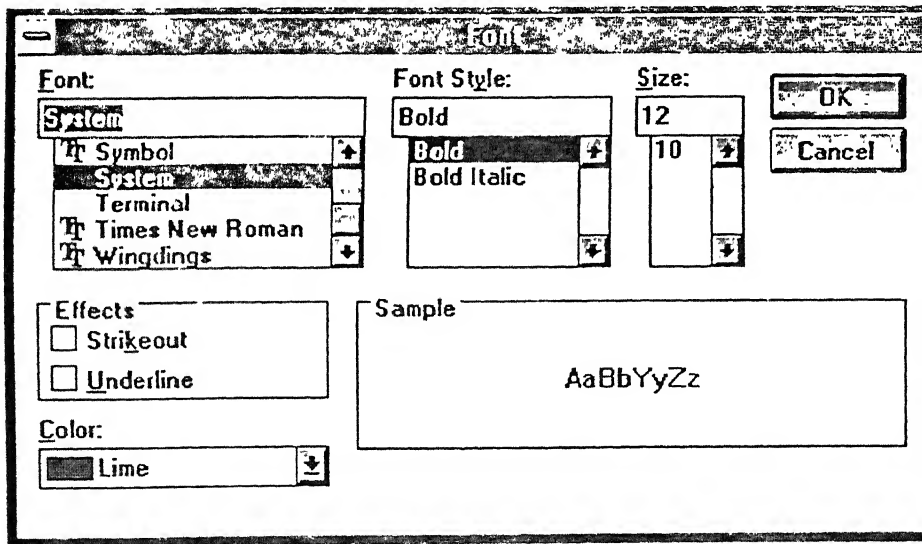 Font
Font: Font Style: Size:
System Bold 12 OK
Symbol Bold 10 Cancel
System Bold Italic
Terminal
Times New Roman
Wingdings
Effects Sample
Strikeout
Underline AaBbYyZz
Color:
Lime